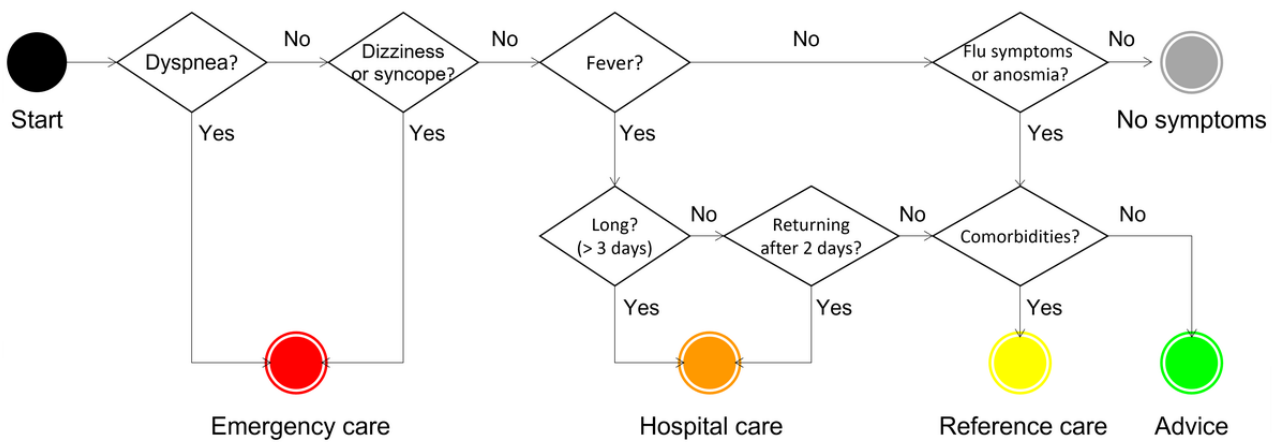 Start
Dyspnea?
No
Yes
Dizziness
or syncope?
No
Yes
Fever?
No
Yes
Flu symptoms
or anosmia?
No
Yes
No symptoms
Long?
(> 3 days)
No
Yes
Returning
after 2 days?
No
Yes
Comorbidities?
No
Yes
Emergency care
Hospital care
Reference care
Advice